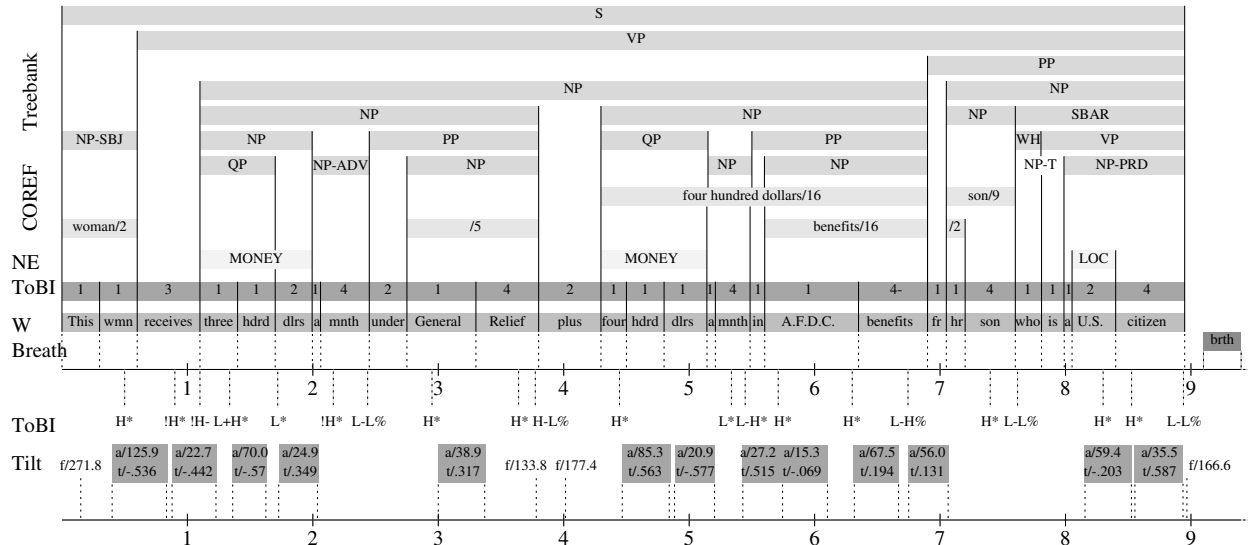 S
VP
PP
NP NP
NP NP NP SBAR
NP-SBJ NP PP QP PP WH VP
QP NP-ADV NP NP NP NP-T NP-PRD
Treebank
four hundred dollars/16 son/9
woman/2 /5 benefits/16 /2
COREF
NE MONEY MONEY LOC
ToBI 1 1 3 1 1 2 1 4 2 1 4 2 1 1 1 1 4 1 1 4- 1 1 4 1 1 1 2 4
W This wmn receives three hdrd dlrs a mnth under General Relief plus four hdrd dlrs a mnth in A.F.D.C. benefits fr hr son who is a U.S. citizen
Breath brth
1 2 3 4 5 6 7 8 9
ToBI H* !H* !H- L+H* L* !H* L-L% H* H* H-L% H* L* L-H* H* H* L-H% H* L-L% H* H* L-L%
Tilt f/271.8 a/125.9 a/22.7 a/70.0 a/24.9 a/38.9 f/133.8 f/177.4 a/85.3 a/20.9 a/27.2 a/15.3 a/67.5 a/56.0 a/59.4 a/35.5 f/166.6
t/-.536 t/-.442 t/-.57 t/.349 t/.317 t/.563 t/-.577 t/.515 t/-.069 t/.194 t/.131 t/-.203 t/.587
1 2 3 4 5 6 7 8 9